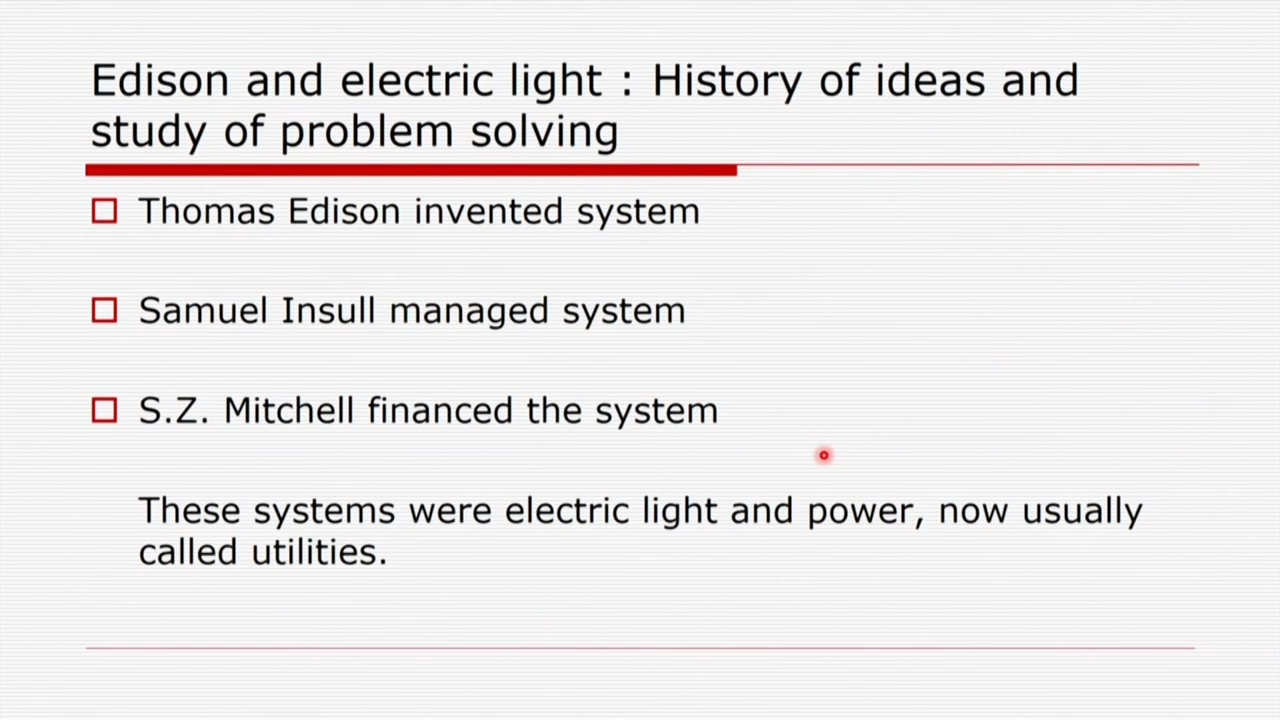 Edison and electric light : History of ideas and
study of problem solving
Thomas Edison invented system
Samuel Insull managed system
S.Z. Mitchell financed the system
These systems were electric light and power, now usually
called utilities.